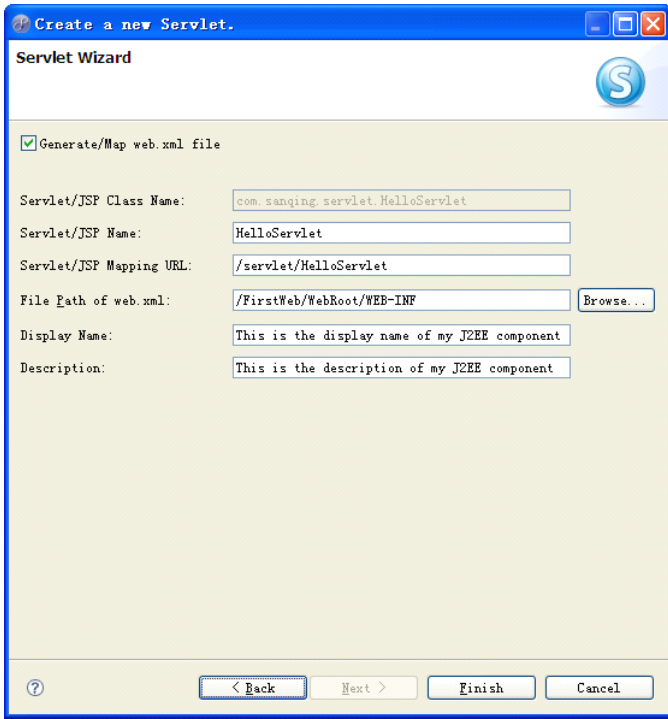 Create a new Servlet.
Servlet Wizard
S
Generate/Map web.xml file
Servlet/JSP Class Name: com.sanqing.servlet.HelloServlet
Servlet/JSP Name: HelloServlet
Servlet/JSP Mapping URL: /servlet/HelloServlet
File Path of web.xml: /FirstWeb/WebRoot/WEB-INF Browse...
Display Name: This is the display name of my J2EE component
Description: This is the description of my J2EE component
? < Back Next > Finish Cancel